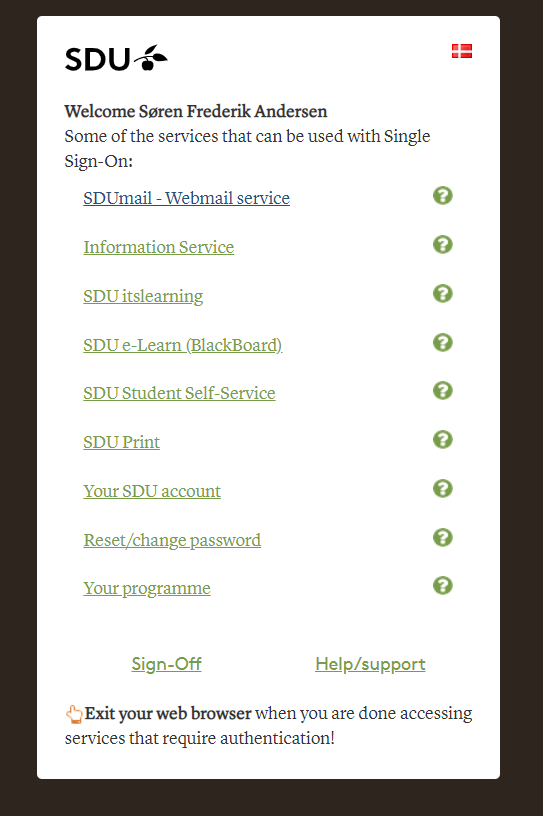 SDU
Welcome Søren Frederik Andersen
Some of the services that can be used with Single
Sign-On:
SDUmail - Webmail service ?
Information Service ?
SDU itslearning ?
SDU e-Learn (BlackBoard) ?
SDU Student Self-Service ?
SDU Print ?
Your SDU account ?
Reset/change password ?
Your programme ?
Sign-Off Help/support
Exit your web browser when you are done accessing
services that require authentication!